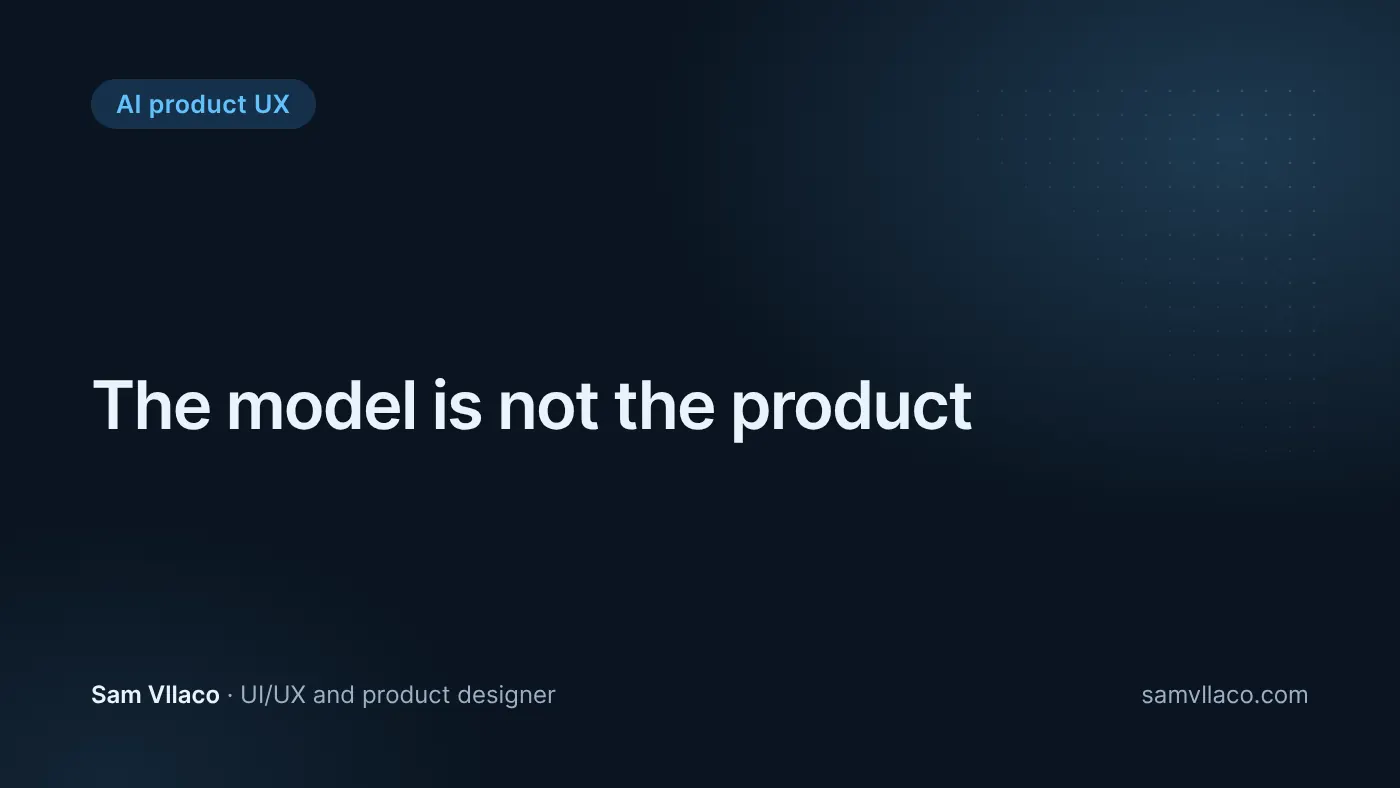 AI product UX
The model is not the product
Sam Vllaco · UI/UX and product designer
samvllaco.com